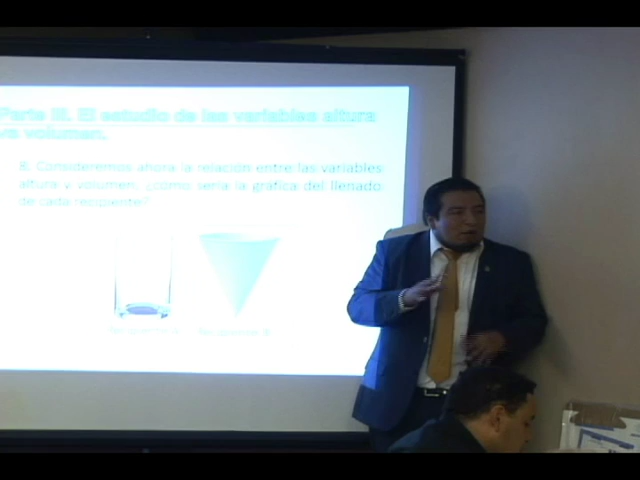 Parte III. El estudio de las variables altura
vs volumen.
8. Consideremos ahora la relación entre las variables
altura y volumen. ¿cómo sería la gráfica del llenado
de cada recipiente?